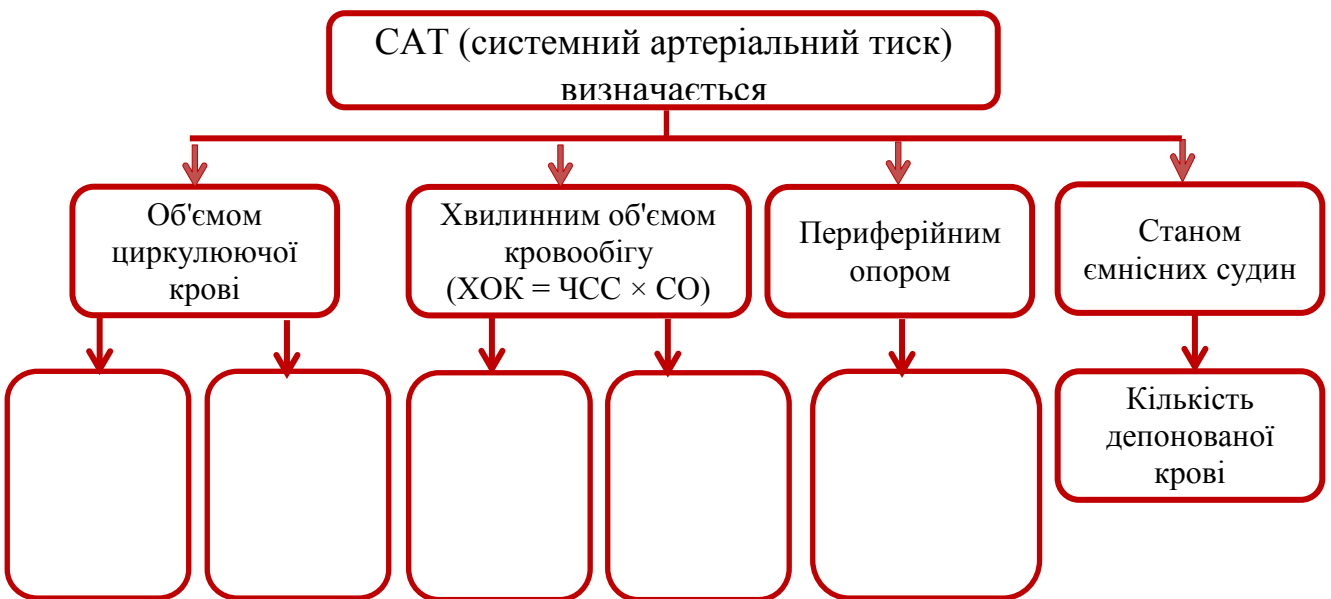 САТ (системний артеріальний тиск)
визначається
Об'ємом
циркулюючої
крові
Хвилинним об'ємом
кровообігу
(ХОК = ЧСС × СО)
Периферійним
опором
Станом
ємнісних судин
Кількість
депонованої
крові